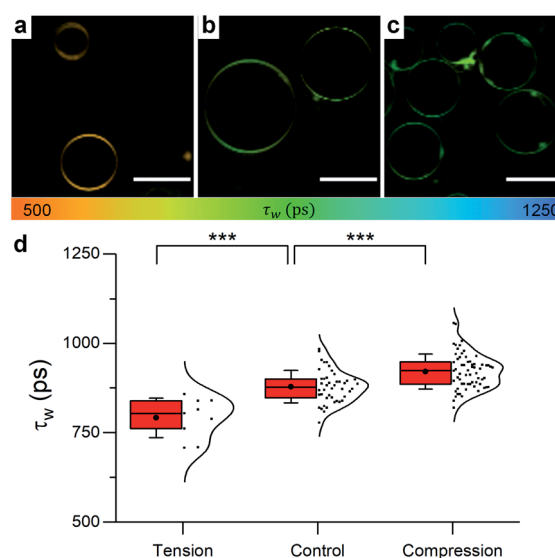 a
b
c
500
τw (ps)
1250
d
***
***
1250
1000
750
500
τw (ps)
Tension
Control
Compression